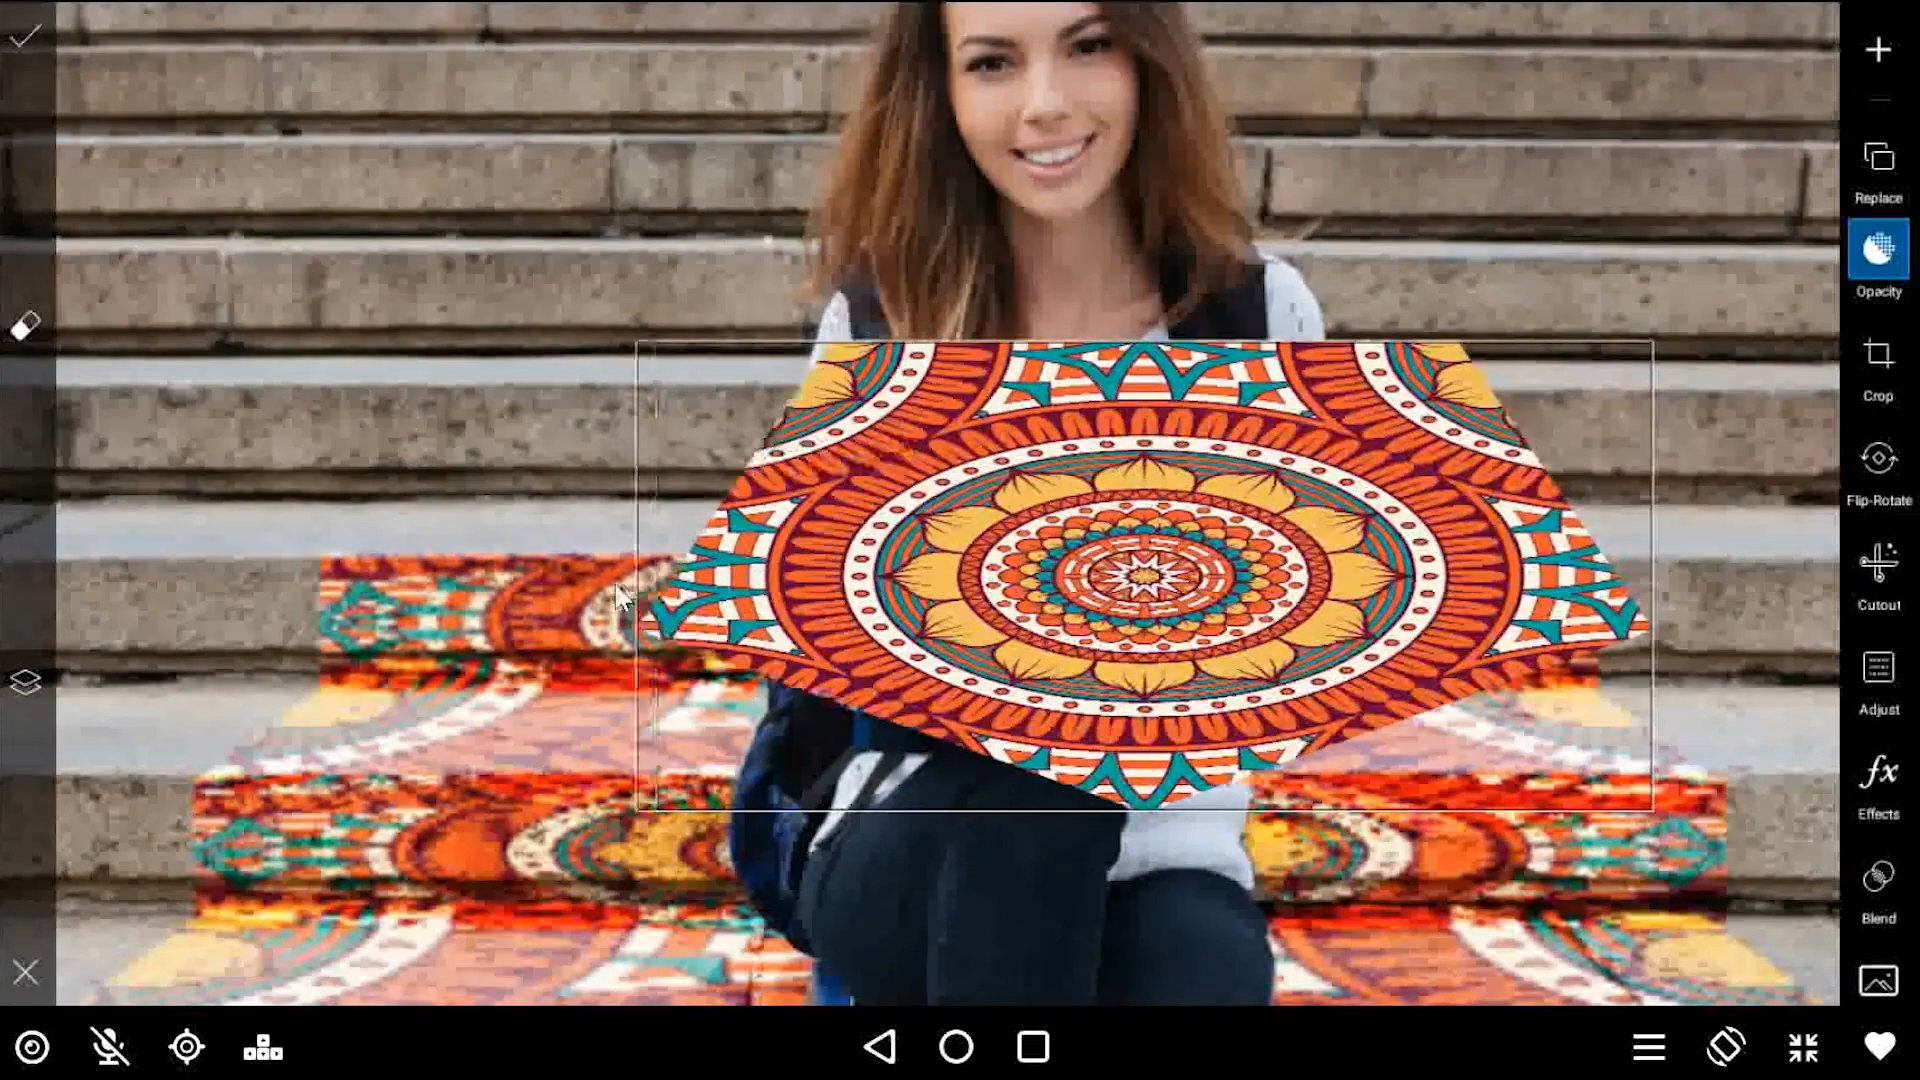 Replace
Opacity
Crop
Flip-Rotate
Cutout
Adjust
fx
Effects
Blend